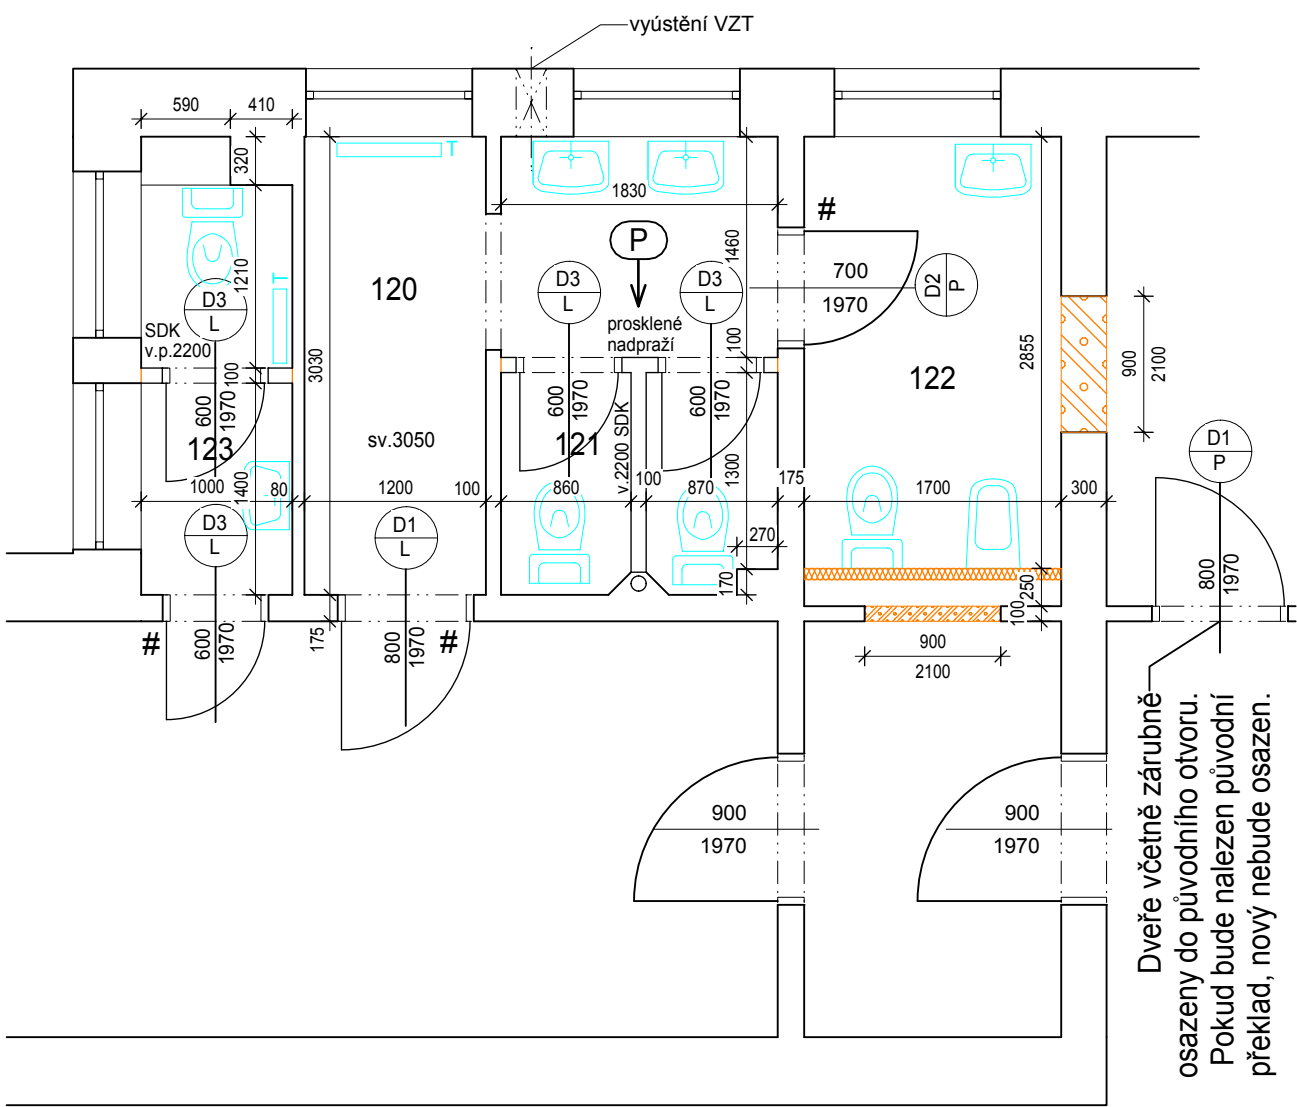 vyústění VZT
590
410
320
1830
#
P
1460
700
1970
D2
P
D3
L
1210
T
T
120
D3
L
D3
L
prosklené
nadpraží
SDK
v.p.2200
100
3030
100
2855
900
2100
122
600
1970
600
1970
600
1970
123
sv.3050
121
v.2200 SDK
1300
D1
P
1000
1400
80
1200
100
860
100
870
175
1700
300
D3
L
D1
L
270
170
250
100
800
1970
#
600
1970
175
800
1970
#
900
2100
900
1970
900
1970
Dveře včetně zárubně
osazeny do původního otvoru.
Pokud bude nalezen původní
překlad, nový nebude osazen.